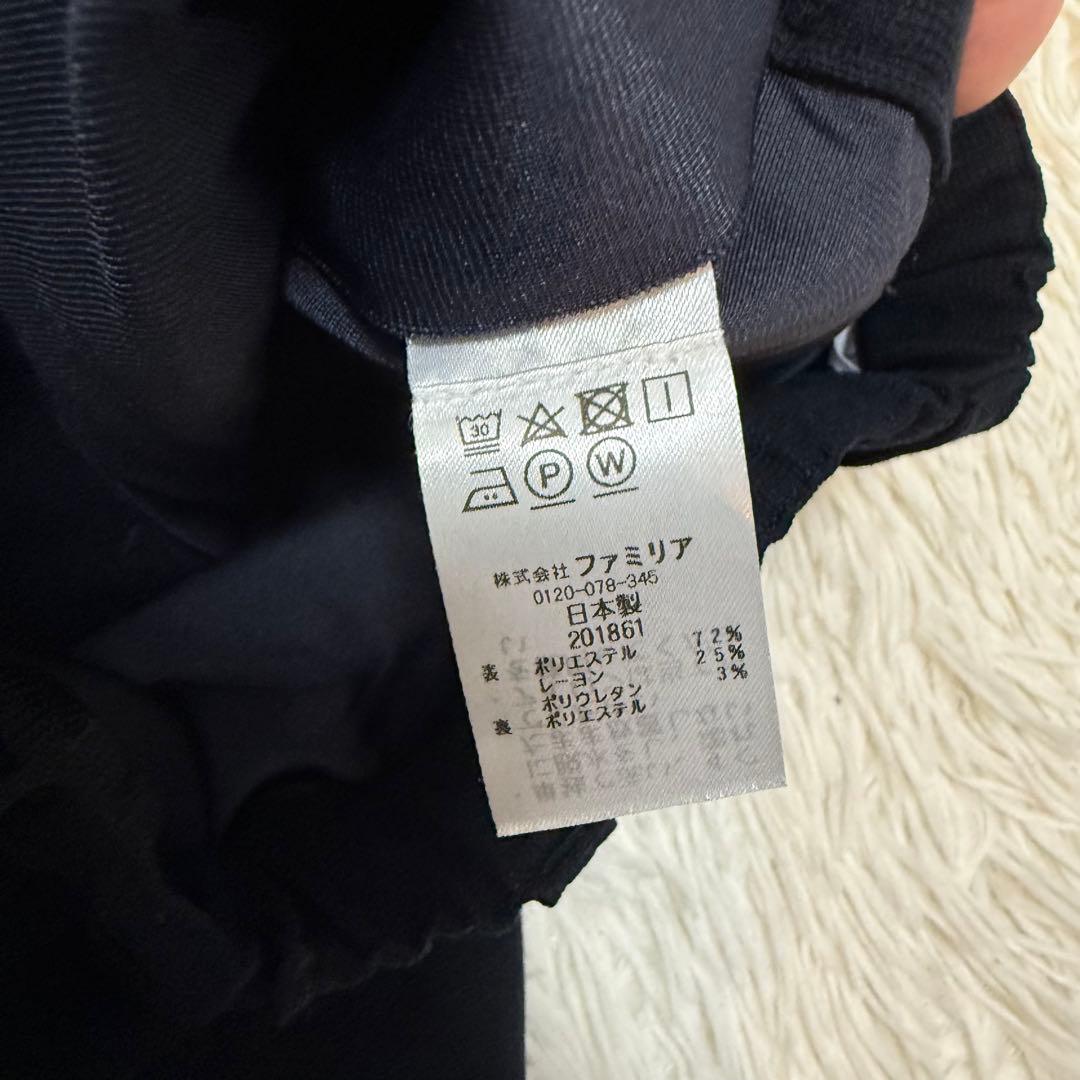 30
P W
株式会社 ファミリア
0120-078-345
日本製
201861
表 ポリエステル 72%
レーヨン 25%
ポリウレタン 3%
裏 ポリエステル